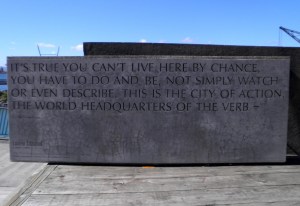 IT'S TRUE YOU CAN'T LIVE HERE BY CHANCE,
YOU HAVE TO DO AND BE, NOT SIMPLY WATCH
OR EVEN DESCRIBE. THIS IS THE CITY OF ACTION,
THE WORLD HEADQUARTERS OF THE VERB –